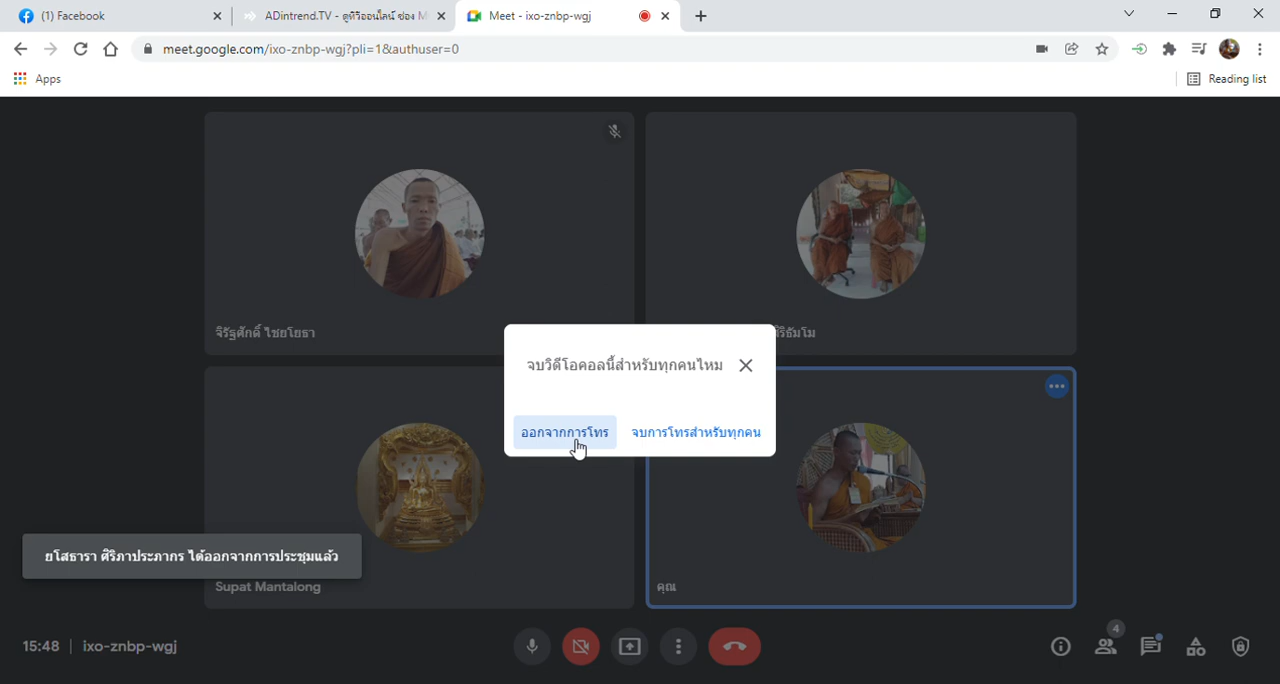 (1) Facebook
ADintrend.TV - ดูทีวีออนไลน์ ช่อง
Meet - ixo-znbp-wgj
meet.google.com/ixo-znbp-wgj?pli=1&authuser=0
Apps
Reading list
จิรัฐศักดิ์ ไชยโยธา
สิริธัมโม
จบวิดีโอคอลนี้สำหรับทุกคนไหม
ออกจากการโทร
จบการโทรสำหรับทุกคน
ยโสธารา ศิริภาประภากร ได้ออกจากการประชุมแล้ว
Supat Mantalong
คุณ
15:48 | ixo-znbp-wgj
4